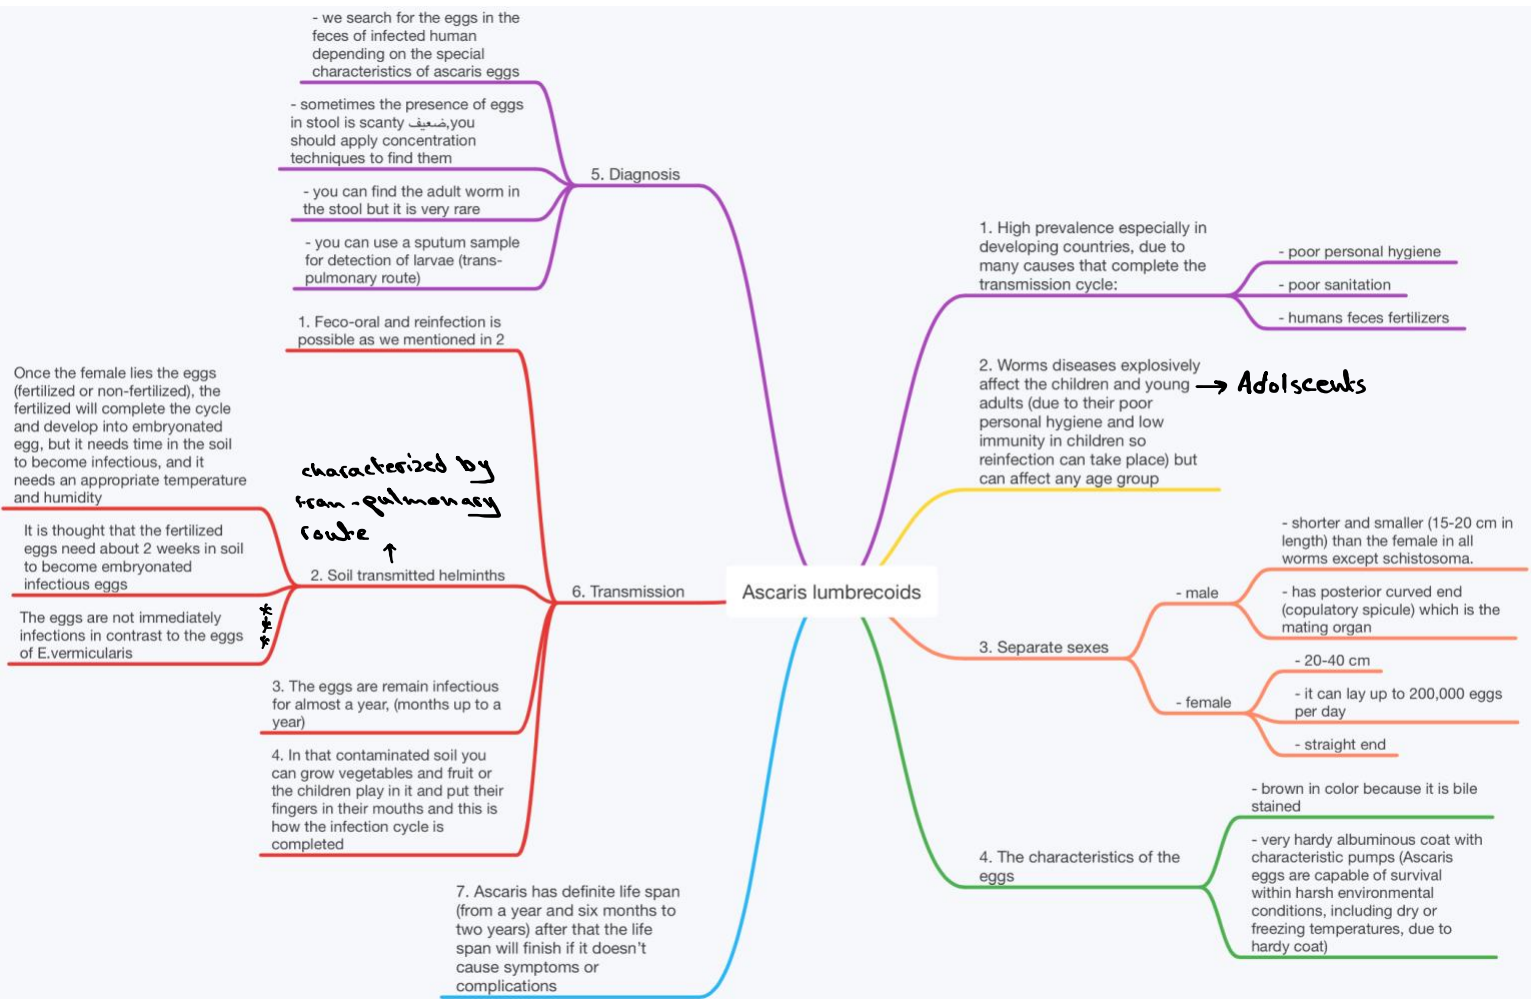 Ascaris lumbrecoids
1. High prevalence especially in
developing countries, due to
many causes that complete the
transmission cycle:
- poor personal hygiene
- poor sanitation
- humans feces fertilizers
2. Worms diseases explosively
affect the children and young
adults (due to their poor
personal hygiene and low
immunity in children so
reinfection can take place) but
can affect any age group
→ Adolscents
3. Separate sexes
- male
- shorter and smaller (15-20 cm in
length) than the female in all
worms except schistosoma.
- has posterior curved end
(copulatory spicule) which is the
mating organ
- female
- 20-40 cm
- it can lay up to 200,000 eggs
per day
- straight end
4. The characteristics of the
eggs
- brown in color because it is bile
stained
- very hardy albuminous coat with
characteristic pumps (Ascaris
eggs are capable of survival
within harsh environmental
conditions, including dry or
freezing temperatures, due to
hardy coat)
5. Diagnosis
- we search for the eggs in the
feces of infected human
depending on the special
characteristics of ascaris eggs
- sometimes the presence of eggs
in stool is scanty ضعيف,you
should apply concentration
techniques to find them
- you can find the adult worm in
the stool but it is very rare
- you can use a sputum sample
for detection of larvae (trans-
pulmonary route)
6. Transmission
1. Feco-oral and reinfection is
possible as we mentioned in 2
2. Soil transmitted helminths
characterized by
tran-pulmonary
route
↑
Once the female lies the eggs
(fertilized or non-fertilized), the
fertilized will complete the cycle
and develop into embryonated
egg, but it needs time in the soil
to become infectious, and it
needs an appropriate temperature
and humidity
It is thought that the fertilized
eggs need about 2 weeks in soil
to become embryonated
infectious eggs
The eggs are not immediately
infections in contrast to the eggs
of E.vermicularis
***
3. The eggs are remain infectious
for almost a year, (months up to a
year)
4. In that contaminated soil you
can grow vegetables and fruit or
the children play in it and put their
fingers in their mouths and this is
how the infection cycle is
completed
7. Ascaris has definite life span
(from a year and six months to
two years) after that the life
span will finish if it doesn't
cause symptoms or
complications